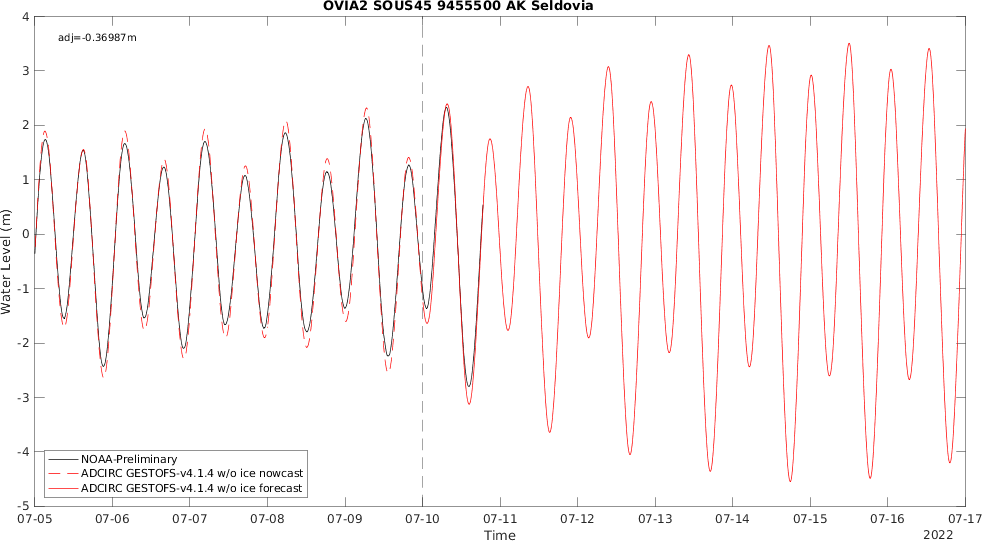 OVIA2 SOUS45 9455500 AK Seldovia
adj=-0.36987m
4
3
2
1
0
-1
-2
-3
-4
-5
Water Level (m)
NOAA-Preliminary
ADCIRC GESTOFS-v4.1.4 w/o ice nowcast
ADCIRC GESTOFS-v4.1.4 w/o ice forecast
07-05 07-06 07-07 07-08 07-09 07-10 07-11 07-12 07-13 07-14 07-15 07-16 07-17
Time
2022